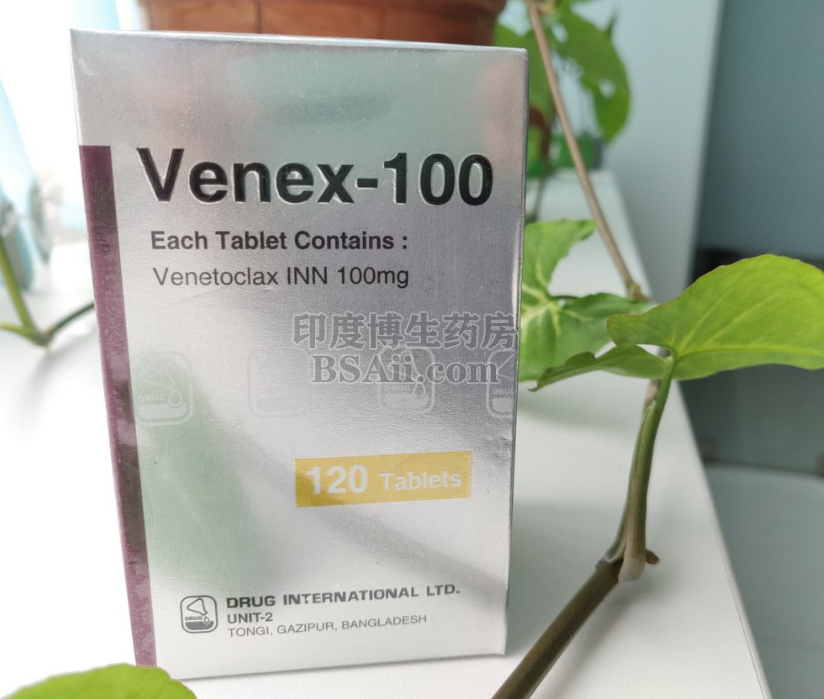 Venex-100
Each Tablet Contains :
Venetoclax INN 100mg
印度博生药房
BSAii.com
120 Tablets
DRUG
DRUG INTERNATIONAL LTD.
UNIT-2
TONGI, GAZIPUR, BANGLADESH